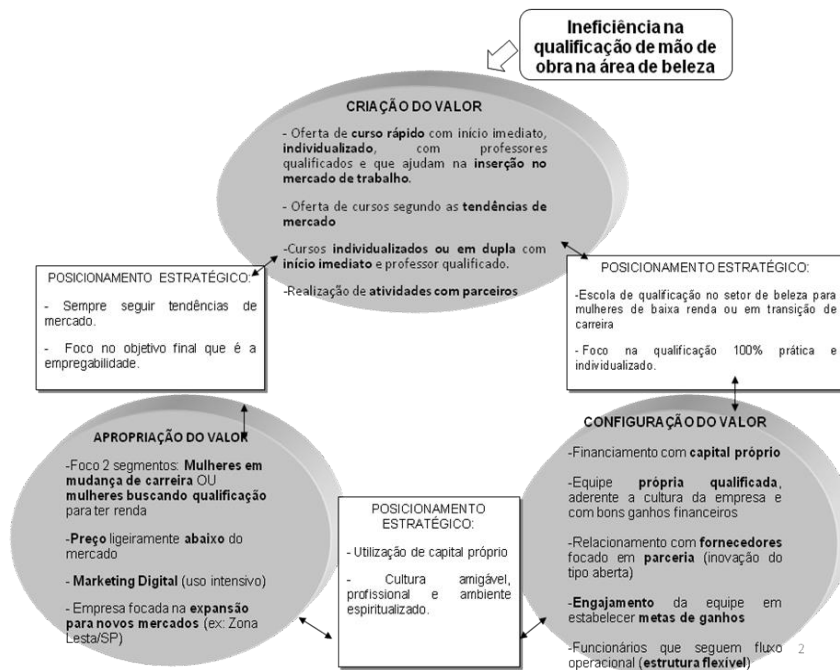 Ineficiência na
qualificação de mão de
obra na área de beleza
CRIAÇÃO DO VALOR
- Oferta de curso rápido com início imediato,
individualizado, com professores
qualificados e que ajudam na inserção no
mercado de trabalho.
- Oferta de cursos segundo as tendências de
mercado
-Cursos individualizados ou em dupla com
início imediato e professor qualificado.
-Realização de atividades com parceiros
POSICIONAMENTO ESTRATÉGICO:
- Sempre seguir tendências de
mercado.
- Foco no objetivo final que é a
empregabilidade.
POSICIONAMENTO ESTRATÉGICO:
-Escola de qualificação no setor de beleza para
mulheres de baixa renda ou em transição de
carreira
- Foco na qualificação 100% prática e
individualizado.
APROPRIAÇÃO DO VALOR
-Foco 2 segmentos: Mulheres em
mudança de carreira OU
mulheres buscando qualificação
para ter renda
-Preço ligeiramente abaixo do
mercado
- Marketing Digital (uso intensivo)
- Empresa focada na expansão
para novos mercados (ex: Zona
Lesta/SP)
POSICIONAMENTO
ESTRATÉGICO:
- Utilização de capital próprio
- Cultura amigável,
profissional e ambiente
espiritualizado.
CONFIGURAÇÃO DO VALOR
-Financiamento com capital próprio
-Equipe própria qualificada,
aderente a cultura da empresa e
com bons ganhos financeiros
-Relacionamento com fornecedores
focado em parceria (inovação do
tipo aberta)
-Engajamento da equipe em
estabelecer metas de ganhos
-Funcionários que seguem fluxo
operacional (estrutura flexível)
2